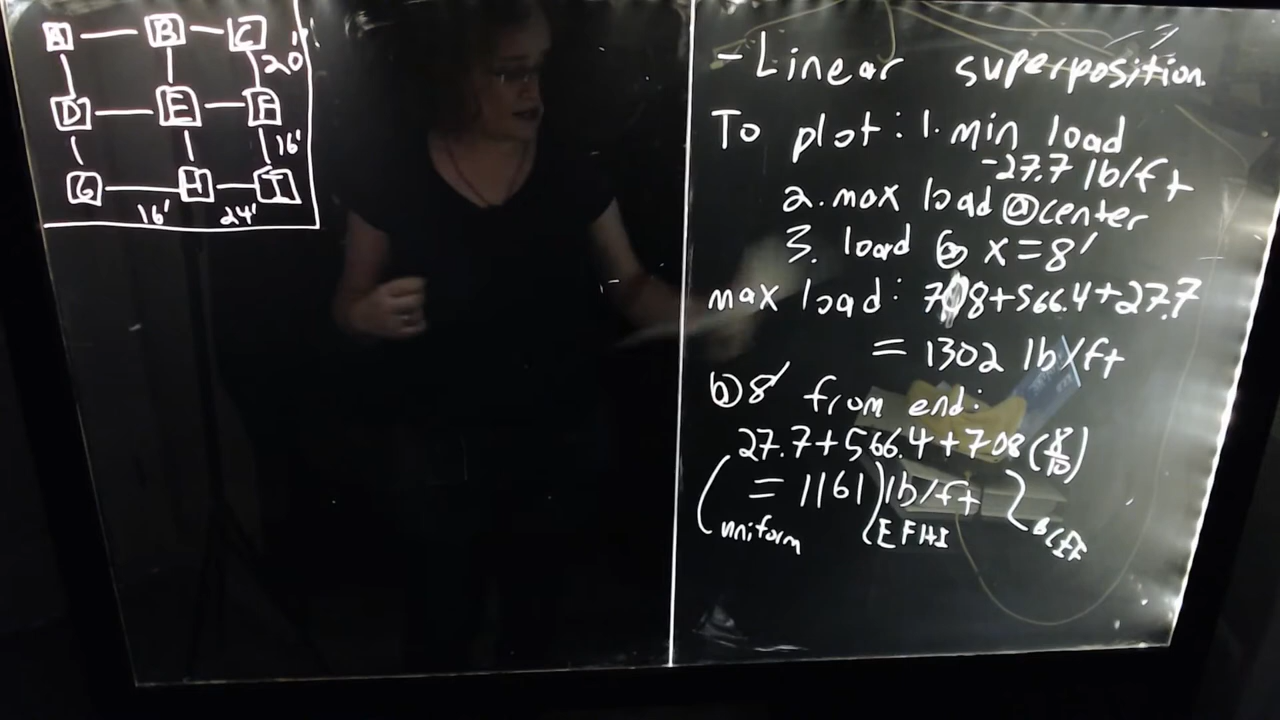 A B C
20'
D E F
16'
G H I
16' 24'
- Linear superposition
To plot: 1. min load
-27.7 lb/ft
2. max load @ center
3. load @ x=8'
max load: 708+566.4+27.7
= 1302 lb/ft
@ 8' from end:
27.7+566.4+708(8/10)
= 1161 lb/ft
uniform EFHI BCEF